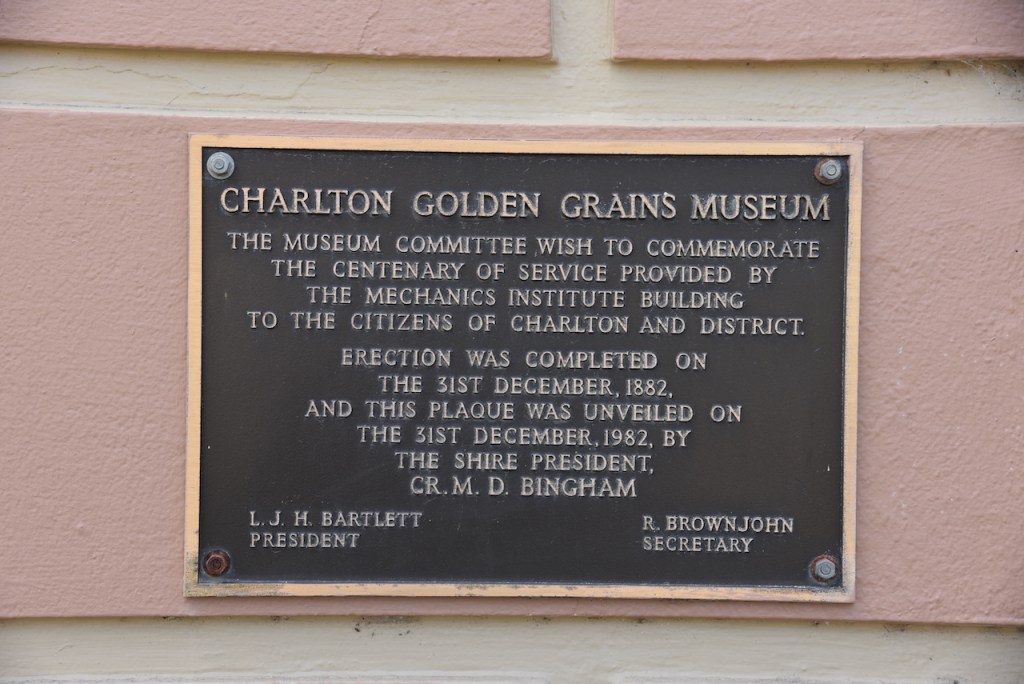 CHARLTON GOLDEN GRAINS MUSEUM
THE MUSEUM COMMITTEE WISH TO COMMEMORATE
THE CENTENARY OF SERVICE PROVIDED BY
THE MECHANICS INSTITUTE BUILDING
TO THE CITIZENS OF CHARLTON AND DISTRICT.
ERECTION WAS COMPLETED ON
THE 31ST DECEMBER, 1882,
AND THIS PLAQUE WAS UNVEILED ON
THE 31ST DECEMBER, 1982, BY
THE SHIRE PRESIDENT,
CR. M. D. BINGHAM
L. J. H. BARTLETT
PRESIDENT
R. BROWNJOHN
SECRETARY